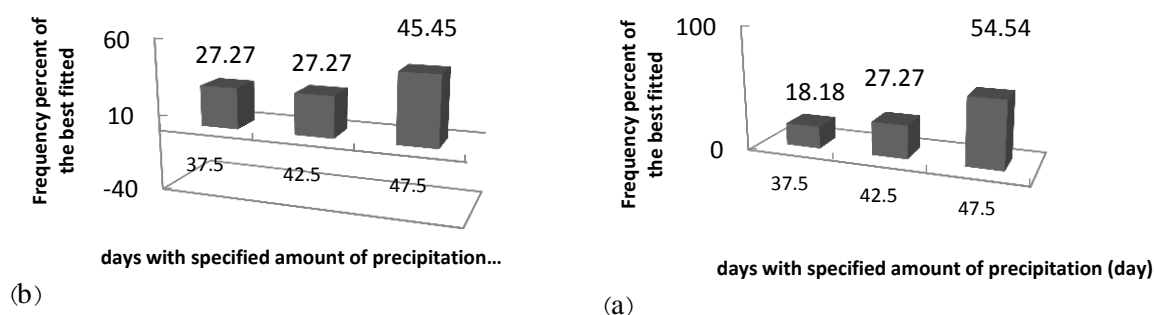 Frequency percent of
the best fitted
60
10
-40
27.27
27.27
45.45
37.5
42.5
47.5
days with specified amount of precipitation…
(b)
Frequency percent of
the best fitted
100
0
18.18
27.27
54.54
37.5
42.5
47.5
days with specified amount of precipitation (day)
(a)